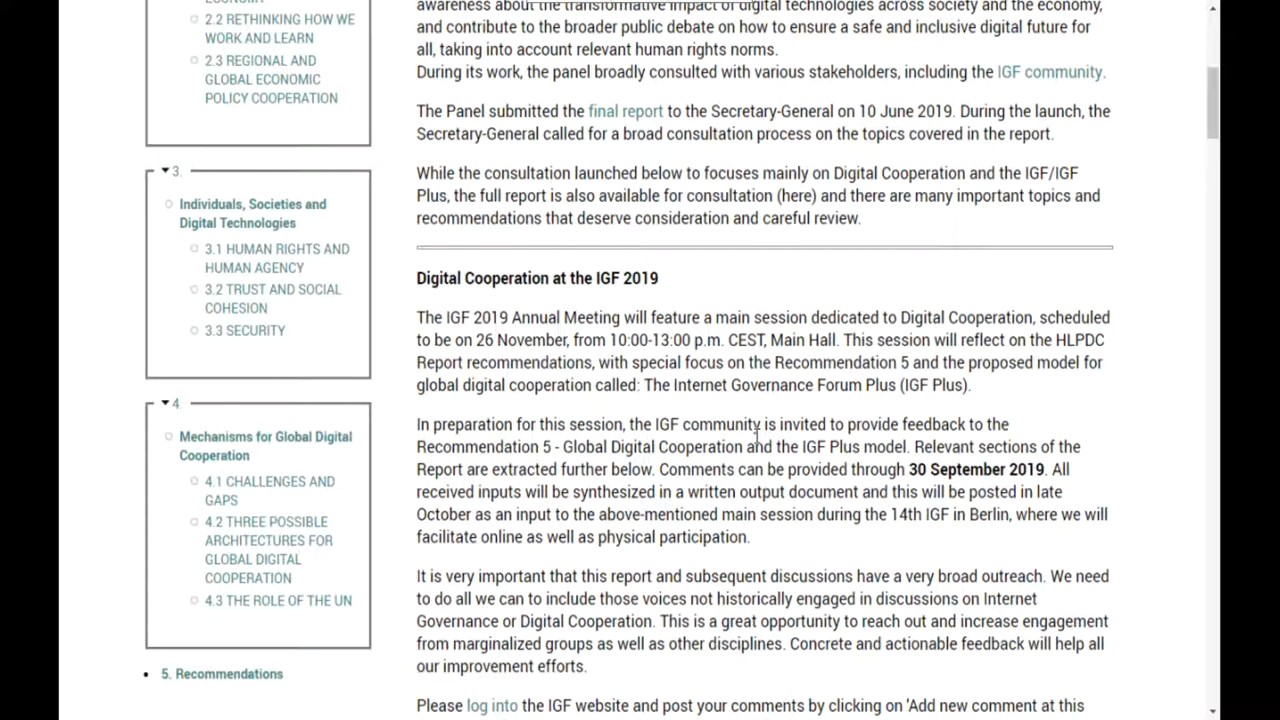 ECONOMY
2.2 RETHINKING HOW WE
WORK AND LEARN
2.3 REGIONAL AND
GLOBAL ECONOMIC
POLICY COOPERATION
3.
Individuals, Societies and
Digital Technologies
3.1 HUMAN RIGHTS AND
HUMAN AGENCY
3.2 TRUST AND SOCIAL
COHESION
3.3 SECURITY
4.
Mechanisms for Global Digital
Cooperation
4.1 CHALLENGES AND
GAPS
4.2 THREE POSSIBLE
ARCHITECTURES FOR
GLOBAL DIGITAL
COOPERATION
4.3 THE ROLE OF THE UN
5. Recommendations
awareness about the transformative impact of digital technologies across society and the economy,
and contribute to the broader public debate on how to ensure a safe and inclusive digital future for
all, taking into account relevant human rights norms.
During its work, the panel broadly consulted with various stakeholders, including the IGF community.
The Panel submitted the final report to the Secretary-General on 10 June 2019. During the launch, the
Secretary-General called for a broad consultation process on the topics covered in the report.
While the consultation launched below to focuses mainly on Digital Cooperation and the IGF/IGF
Plus, the full report is also available for consultation (here) and there are many important topics and
recommendations that deserve consideration and careful review.
Digital Cooperation at the IGF 2019
The IGF 2019 Annual Meeting will feature a main session dedicated to Digital Cooperation, scheduled
to be on 26 November, from 10:00-13:00 p.m. CEST, Main Hall. This session will reflect on the HLPDC
Report recommendations, with special focus on the Recommendation 5 and the proposed model for
global digital cooperation called: The Internet Governance Forum Plus (IGF Plus).
In preparation for this session, the IGF community is invited to provide feedback to the
Recommendation 5 - Global Digital Cooperation and the IGF Plus model. Relevant sections of the
Report are extracted further below. Comments can be provided through 30 September 2019. All
received inputs will be synthesized in a written output document and this will be posted in late
October as an input to the above-mentioned main session during the 14th IGF in Berlin, where we will
facilitate online as well as physical participation.
It is very important that this report and subsequent discussions have a very broad outreach. We need
to do all we can to include those voices not historically engaged in discussions on Internet
Governance or Digital Cooperation. This is a great opportunity to reach out and increase engagement
from marginalized groups as well as other disciplines. Concrete and actionable feedback will help all
our improvement efforts.
Please log into the IGF website and post your comments by clicking on 'Add new comment at this